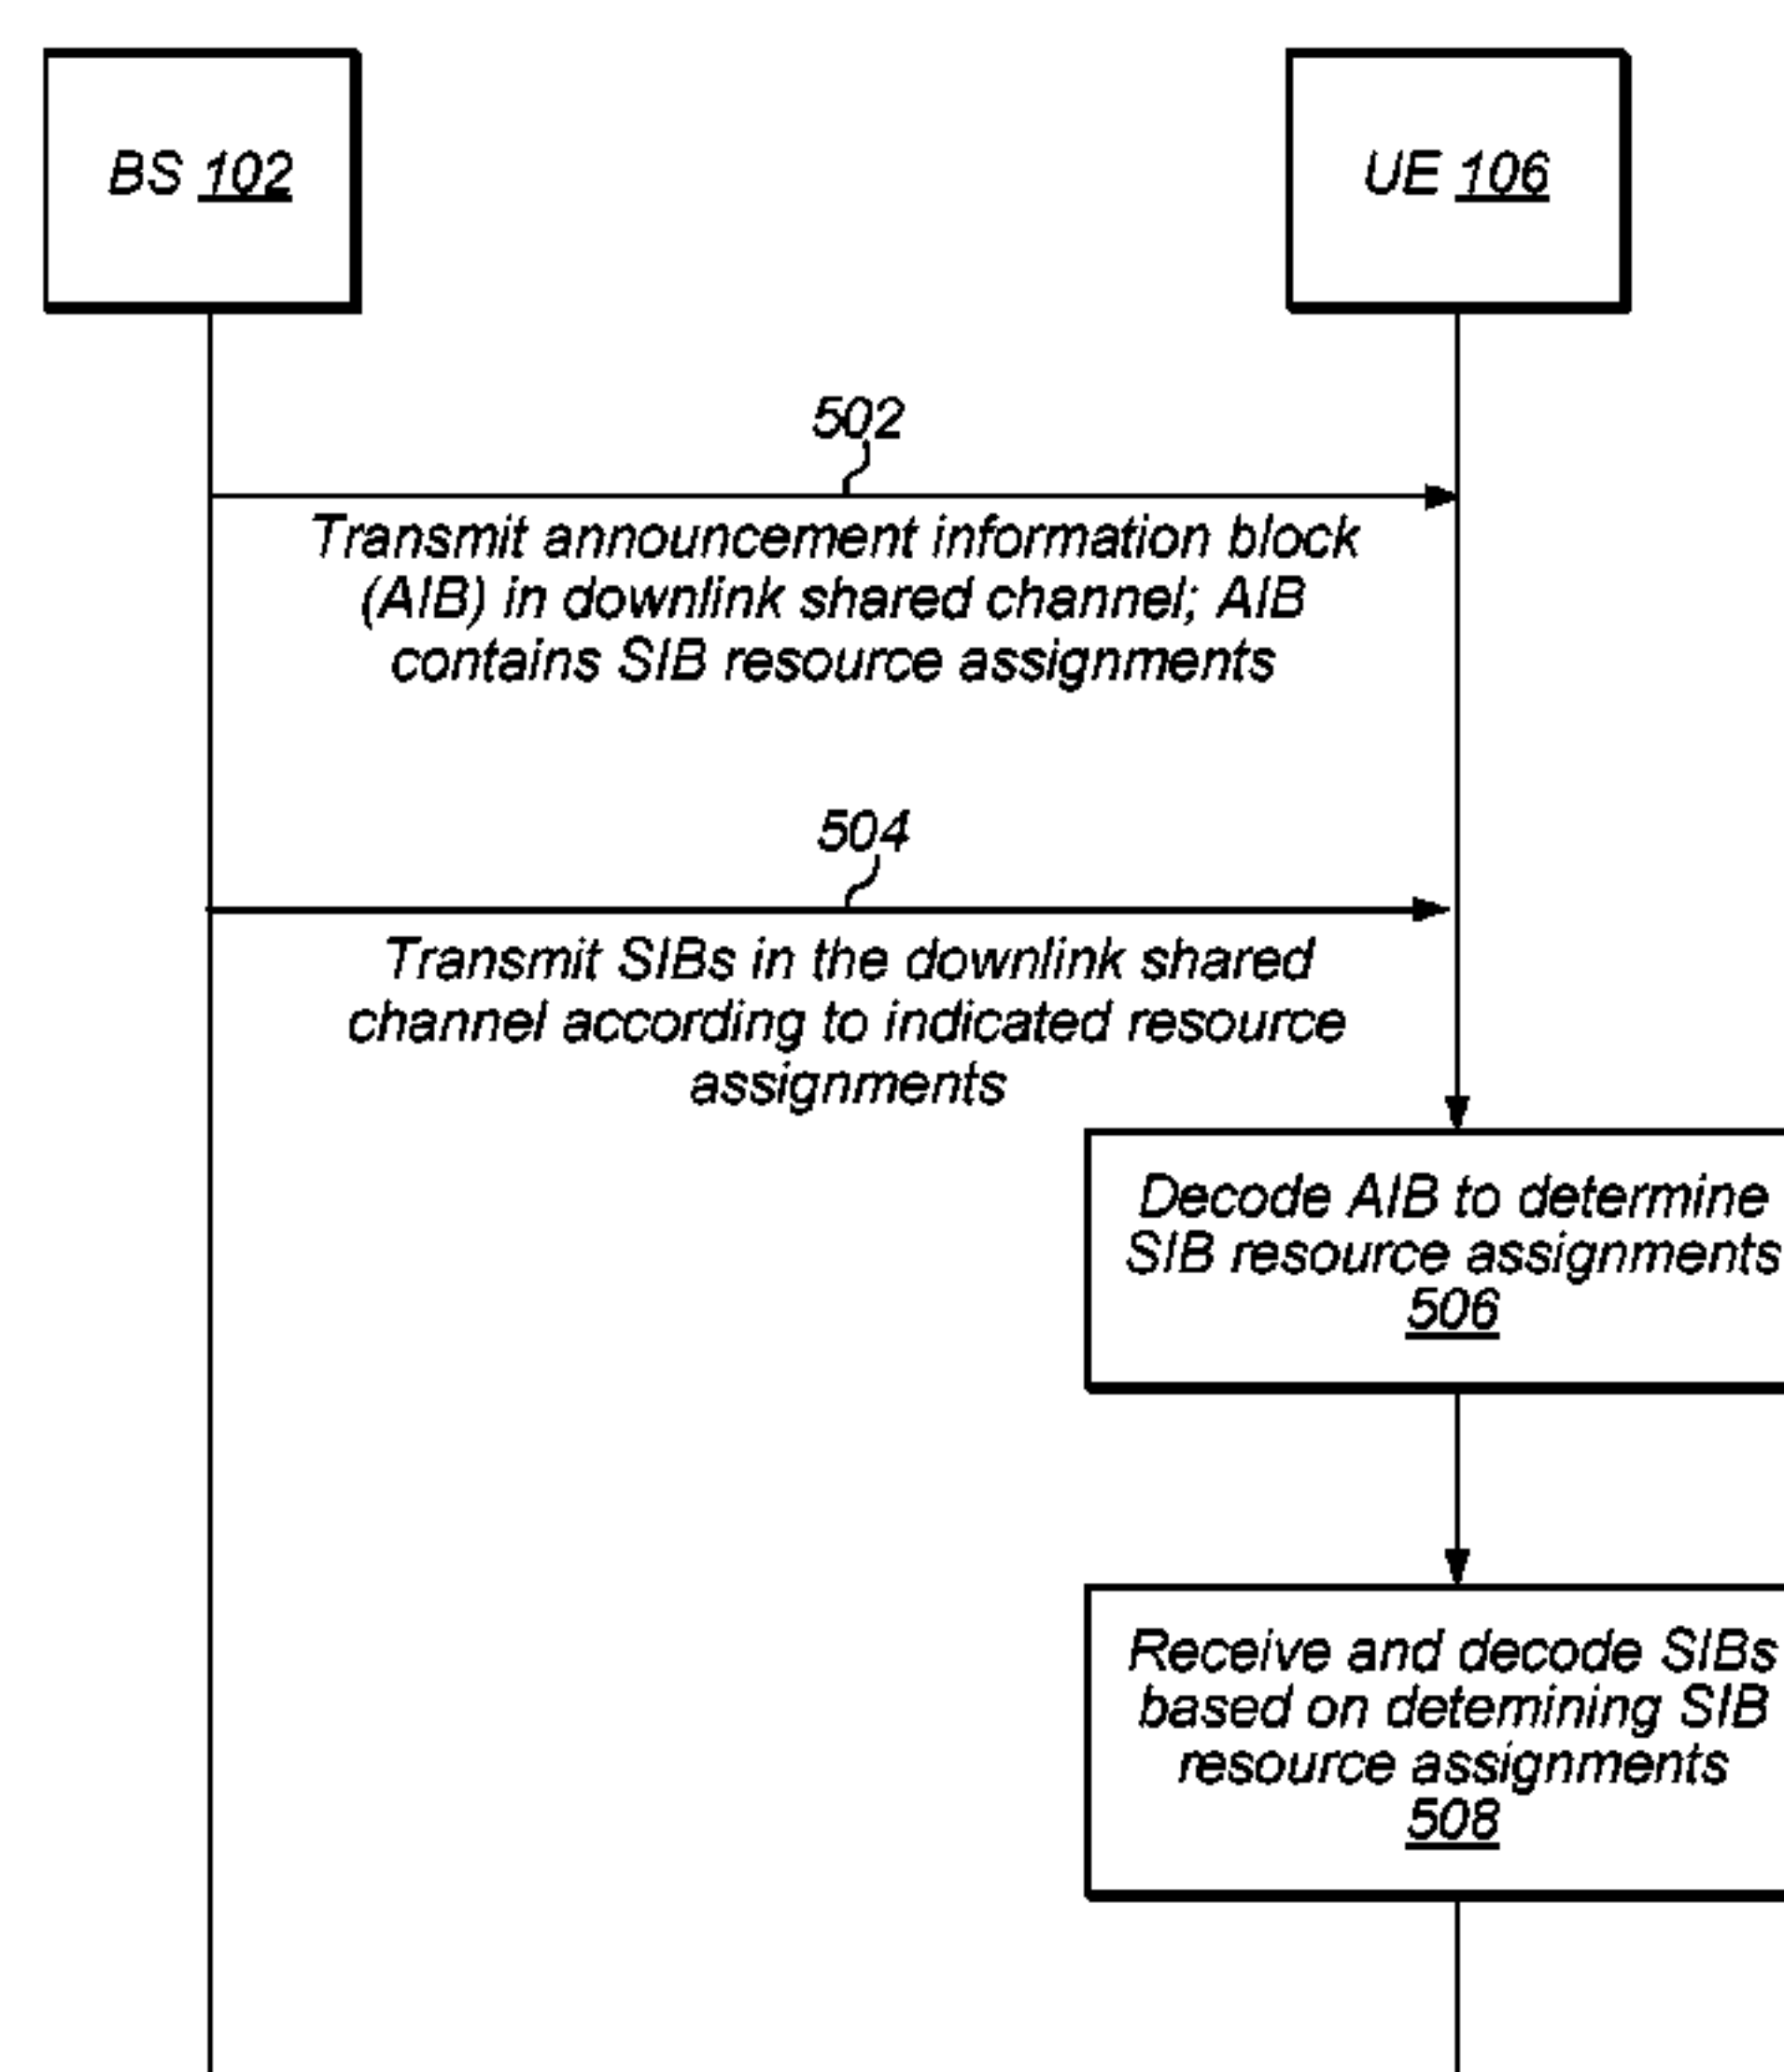 BS 102
UE 106
502
Transmit announcement information block
(AIB) in downlink shared channel; AIB
contains SIB resource assignments
504
Transmit SIBs in the downlink shared
channel according to indicated resource
assignments
Decode AIB to determine
SIB resource assignments
506
Receive and decode SIBs
based on detemining SIB
resource assignments
508